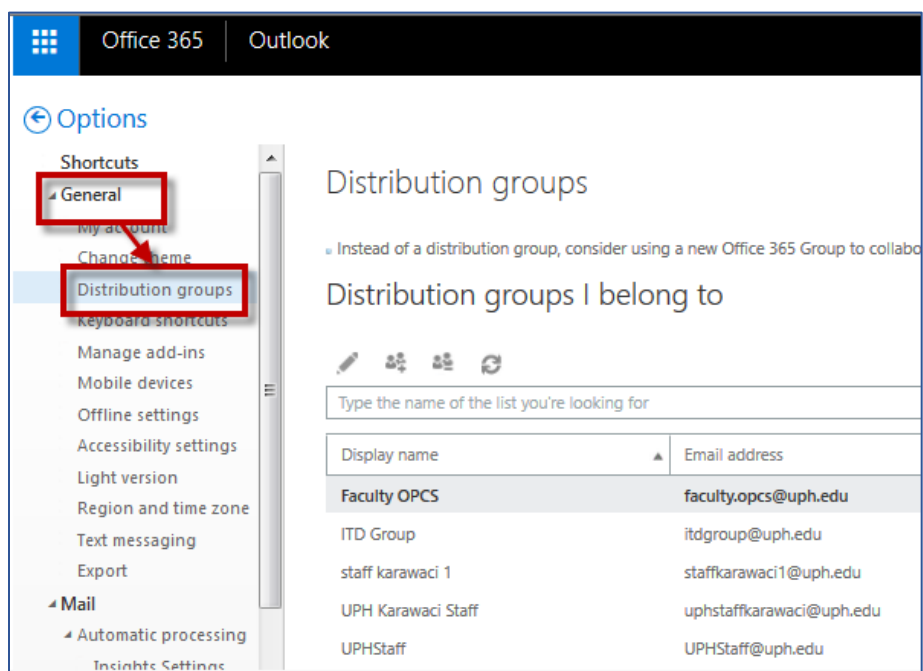 Office 365 Outlook
Options
Shortcuts
General
My account
Change theme
Distribution groups
Keyboard shortcuts
Manage add-ins
Mobile devices
Offline settings
Accessibility settings
Light version
Region and time zone
Text messaging
Export
Mail
Automatic processing
Insights Settings
Distribution groups
Instead of a distribution group, consider using a new Office 365 Group to collabo
Distribution groups I belong to
Type the name of the list you're looking for
Display name Email address
Faculty OPCS faculty.opcs@uph.edu
ITD Group itdgroup@uph.edu
staff karawaci 1 staffkarawaci1@uph.edu
UPH Karawaci Staff uphstaffkarawaci@uph.edu
UPHStaff UPHStaff@uph.edu